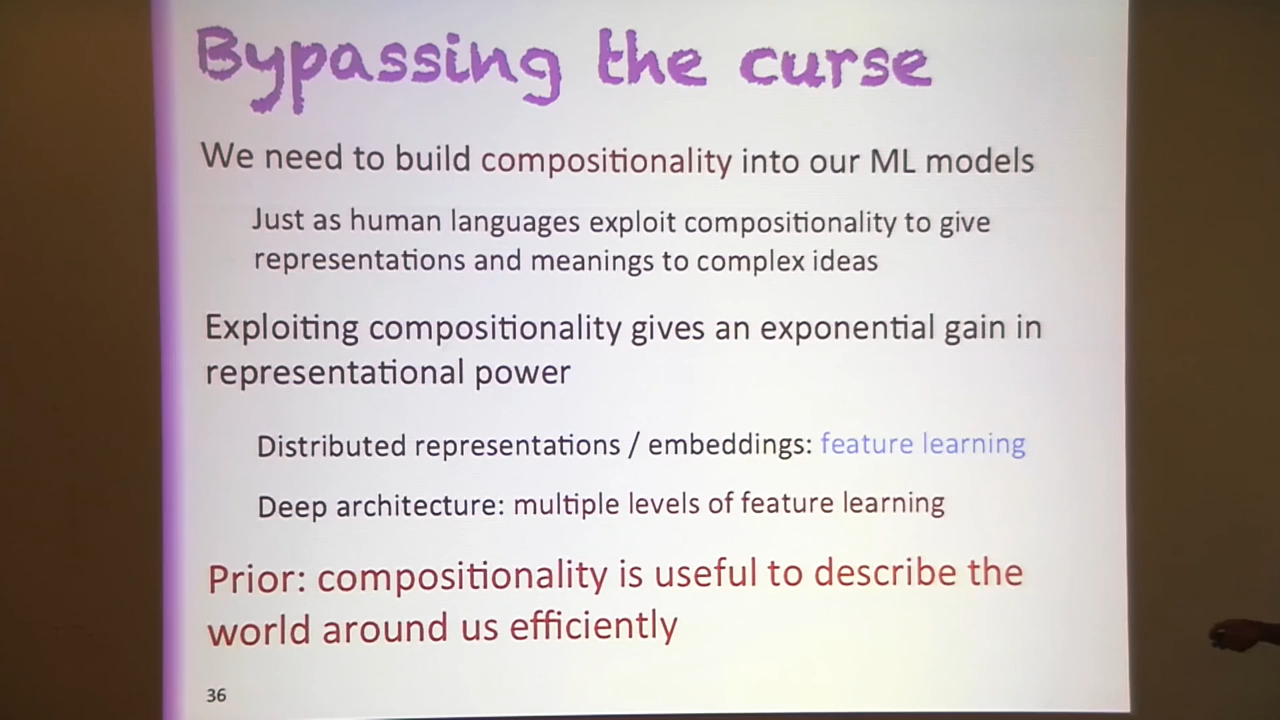 Bypassing the curse
We need to build compositionality into our ML models
Just as human languages exploit compositionality to give
representations and meanings to complex ideas
Exploiting compositionality gives an exponential gain in
representational power
Distributed representations / embeddings: feature learning
Deep architecture: multiple levels of feature learning
Prior: compositionality is useful to describe the
world around us efficiently
36